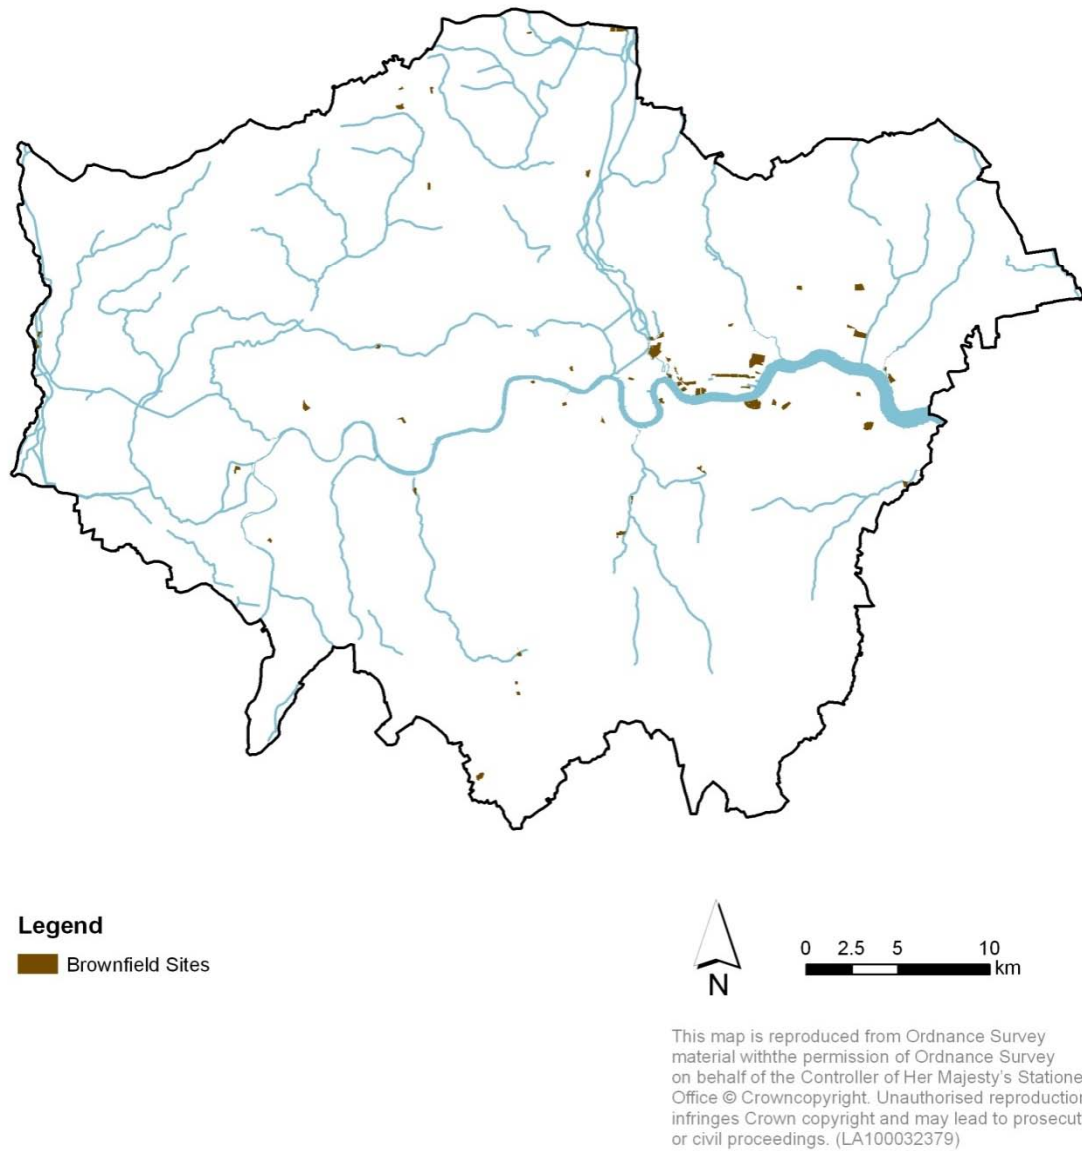 Legend
Brownfield Sites
N
0 2.5 5 10
km
This map is reproduced from Ordnance Survey
material withthe permission of Ordnance Survey
on behalf of the Controller of Her Majesty's Statione
Office © Crowncopyright. Unauthorised reproduction
infringes Crown copyright and may lead to prosecut
or civil proceedings. (LA100032379)